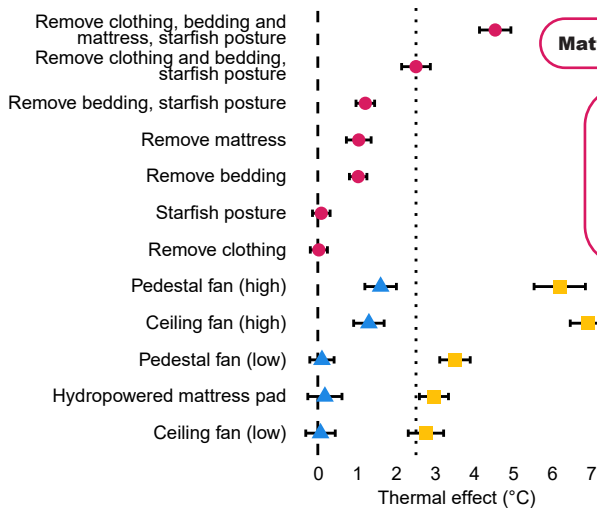 Remove clothing, bedding and
mattress, starfish posture
Remove clothing and bedding,
starfish posture
Mat
Remove bedding, starfish posture
Remove mattress
Remove bedding
Starfish posture
Remove clothing
Pedestal fan (high)
Ceiling fan (high)
Pedestal fan (low)
Hydropowered mattress pad
Ceiling fan (low)
0 1 2 3 4 5 6 7
Thermal effect (°C)